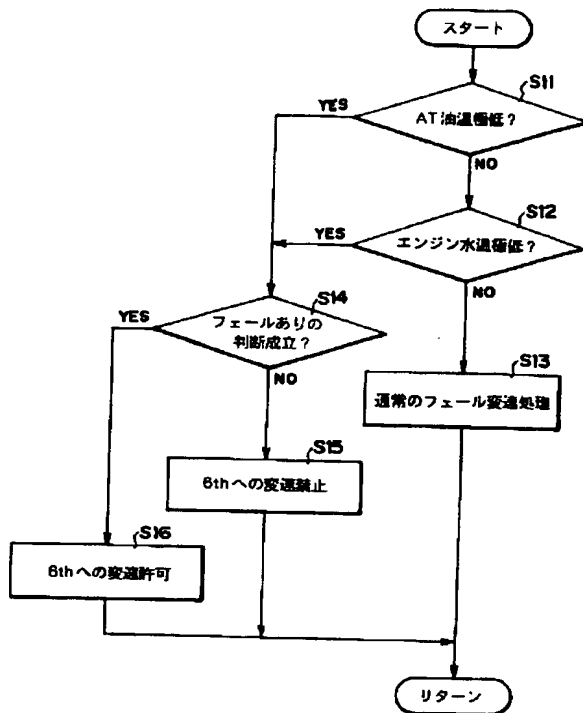 スタート
S11
AT油温極低？
YES
NO
S12
エンジン水温極低？
YES
NO
S14
フェールありの
判断成立？
YES
NO
S13
通常のフェール変速処理
S15
6thへの変速禁止
S16
6thへの変速許可
リターン